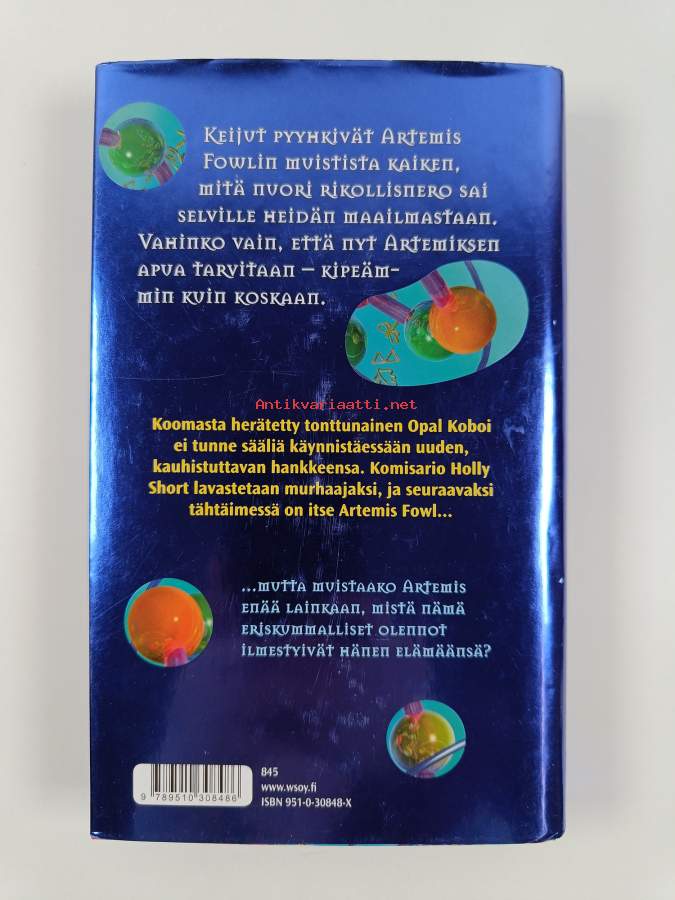 Keijut pyyhkivät Artemis
Fowlin muistista kaiken,
mitä nuori rikollisnero sai
selville heidän maailmastaan.
Vahinko vain, että nyt Artemiksen
apua tarvitaan – kipeäm-
min kuin koskaan.
Antikvariaatti.net
Koomasta herätetty tonttunainen Opal Koboi
ei tunne sääliä käynnistäessään uuden,
kauhistuttavan hankkeensa. Komisario Holly
Short lavastetaan murhaajaksi, ja seuraavaksi
tähtäimessä on itse Artemis Fowl...
...mutta muistaako Artemis
enää lainkaan, mistä nämä
eriskummalliset olennot
ilmestyivät hänen elämäänsä?
845
www.wsoy.fi
ISBN 951-0-30848-X
9 789510 308486